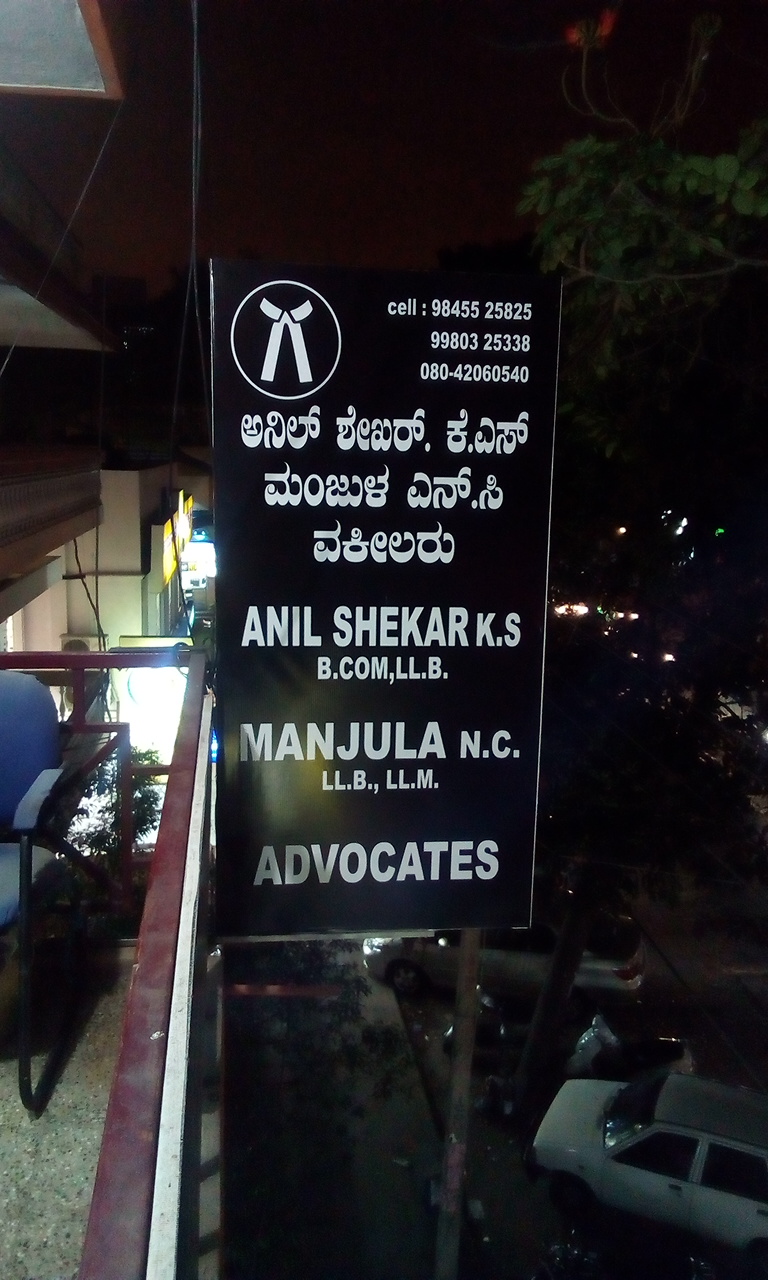 cell : 98455 25825
99803 25338
080-42060540
ಅನಿಲ್ ಶೇಖರ್. ಕೆ.ಎಸ್
ಮಂಜುಳ ಎನ್.ಸಿ
ವಕೀಲರು
ANIL SHEKAR K.S
B.COM,LL.B.
MANJULA N.C.
LL.B., LL.M.
ADVOCATES